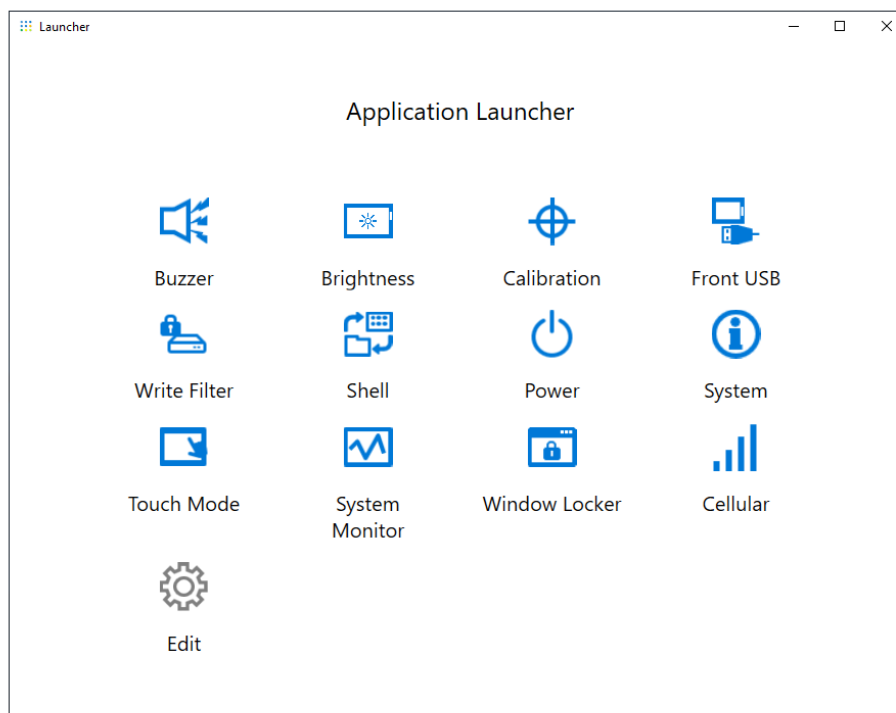 Launcher
Application Launcher
Buzzer
Brightness
Calibration
Front USB
Write Filter
Shell
Power
System
Touch Mode
System
Monitor
Window Locker
Cellular
Edit